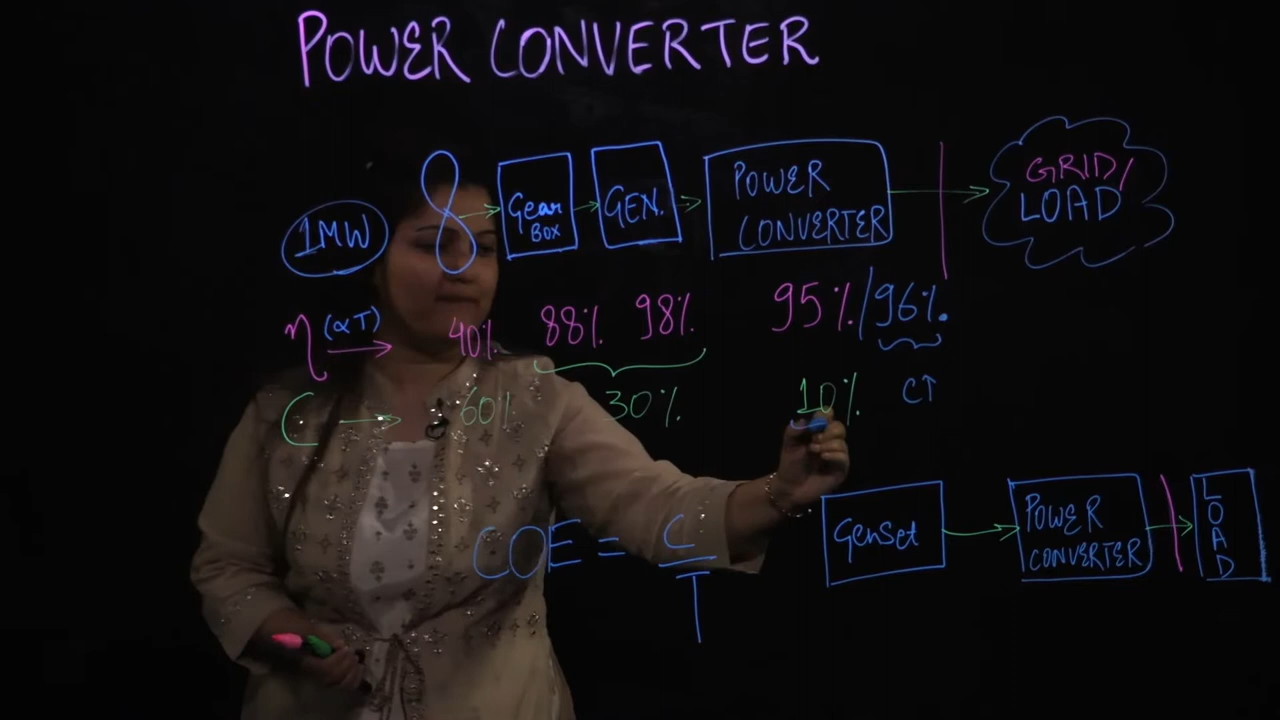 POWER CONVERTER
1MW
Gear
BOX
GEN.
POWER
CONVERTER
GRID/
LOAD
η (αT) → 40% 88% 98% 95%/96%.
C → 60% 30% 10% C↑
COE = C/T
GenSet
POWER
CONVERTER
LOAD